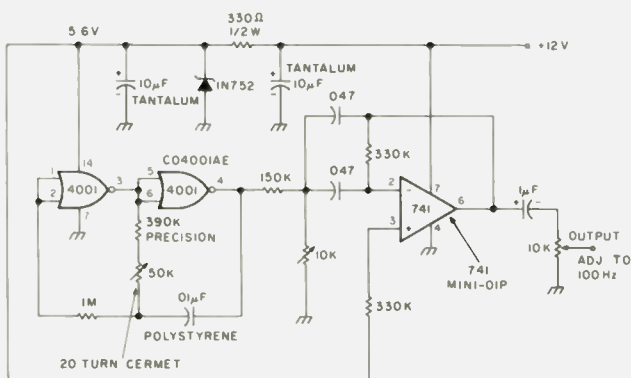 5.6V
330Ω
1/2W
+12V
+
10µF
-
TANTALUM
1N752
TANTALUM
+
10µF
-
047
330K
047
CD4001AE
1
2
4001
14
3
7
5
6
4001
4
150K
390K
PRECISION
50K
1M
01µF
POLYSTYRENE
20 TURN CERMET
10K
2
-
3
+
741
7
6
4
741
MINI-DIP
330K
+
1µF
-
10K
OUTPUT
ADJ TO
100Hz